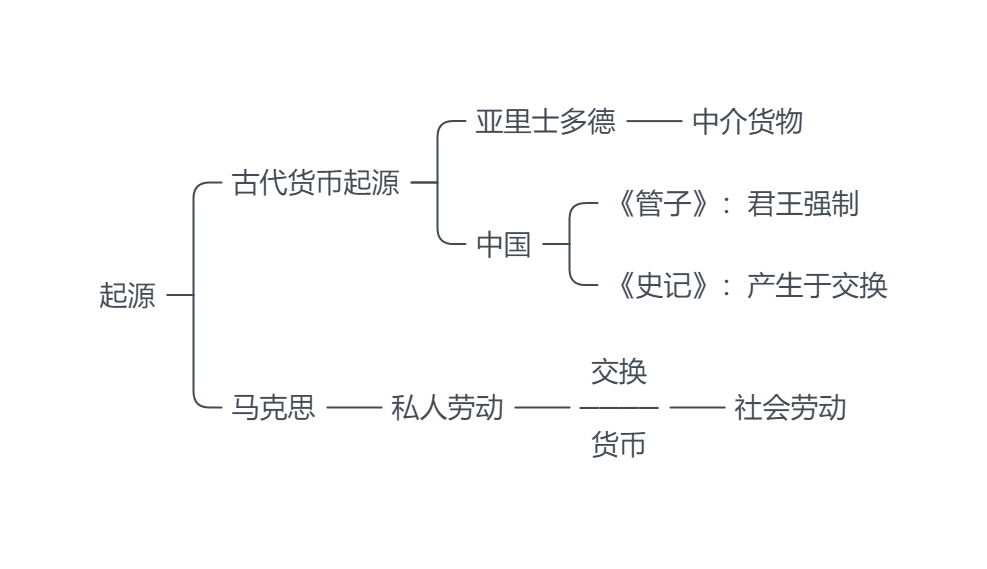 起源
古代货币起源
亚里士多德
中介货物
中国
《管子》：君王强制
《史记》：产生于交换
马克思
私人劳动
交换
————
货币
社会劳动